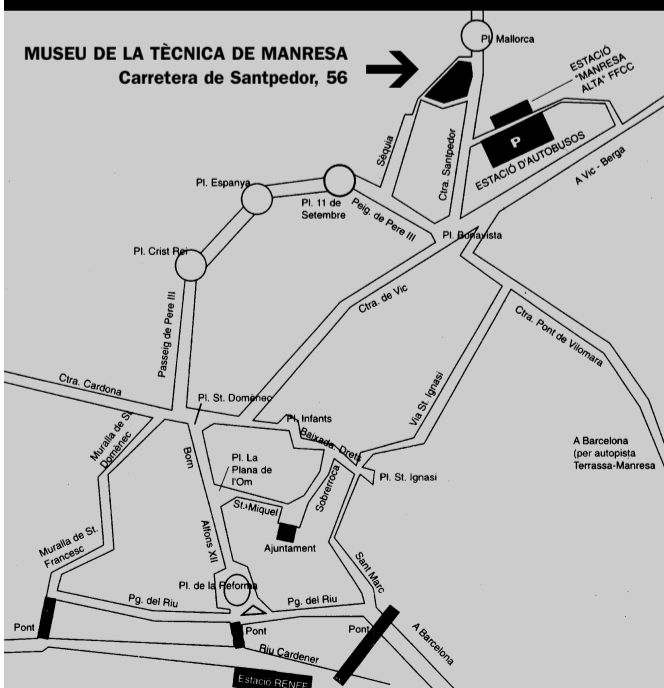 MUSEU DE LA TÈCNICA DE MANRESA
Carretera de Santpedor, 56
Pl. Mallorca
ESTACIÓ
"MANRESA
ALTA" FFCC
P
ESTACIÓ D'AUTOBUSOS
A Vic - Berga
Séquia
Ctra. Santpedor
Pl. Espanya
Pl. 11 de
Setembre
Peig. de Pere III
Pl. Bonavista
Pl. Crist Rei
Passeig de Pere III
Ctra. de Vic
Ctra. Pont de Vilomara
Via St. Ignasi
Ctra. Cardona
Pl. St. Domènec
Pl. Infants
Baixada. Drets
Muralla de St.
Domènec
Born
Pl. La
Plana de
l'Om
Sobrerroca
Pl. St. Ignasi
A Barcelona
(per autopista
Terrassa-Manresa
St. Miquel
Alfons XII
Ajuntament
Muralla de St.
Francesc
Sant Marc
Pl. de la Reforma
Pg. del Riu
Pg. del Riu
Pont
Pont
Pont
A Barcelona
Riu Cardener
Estació RENFE